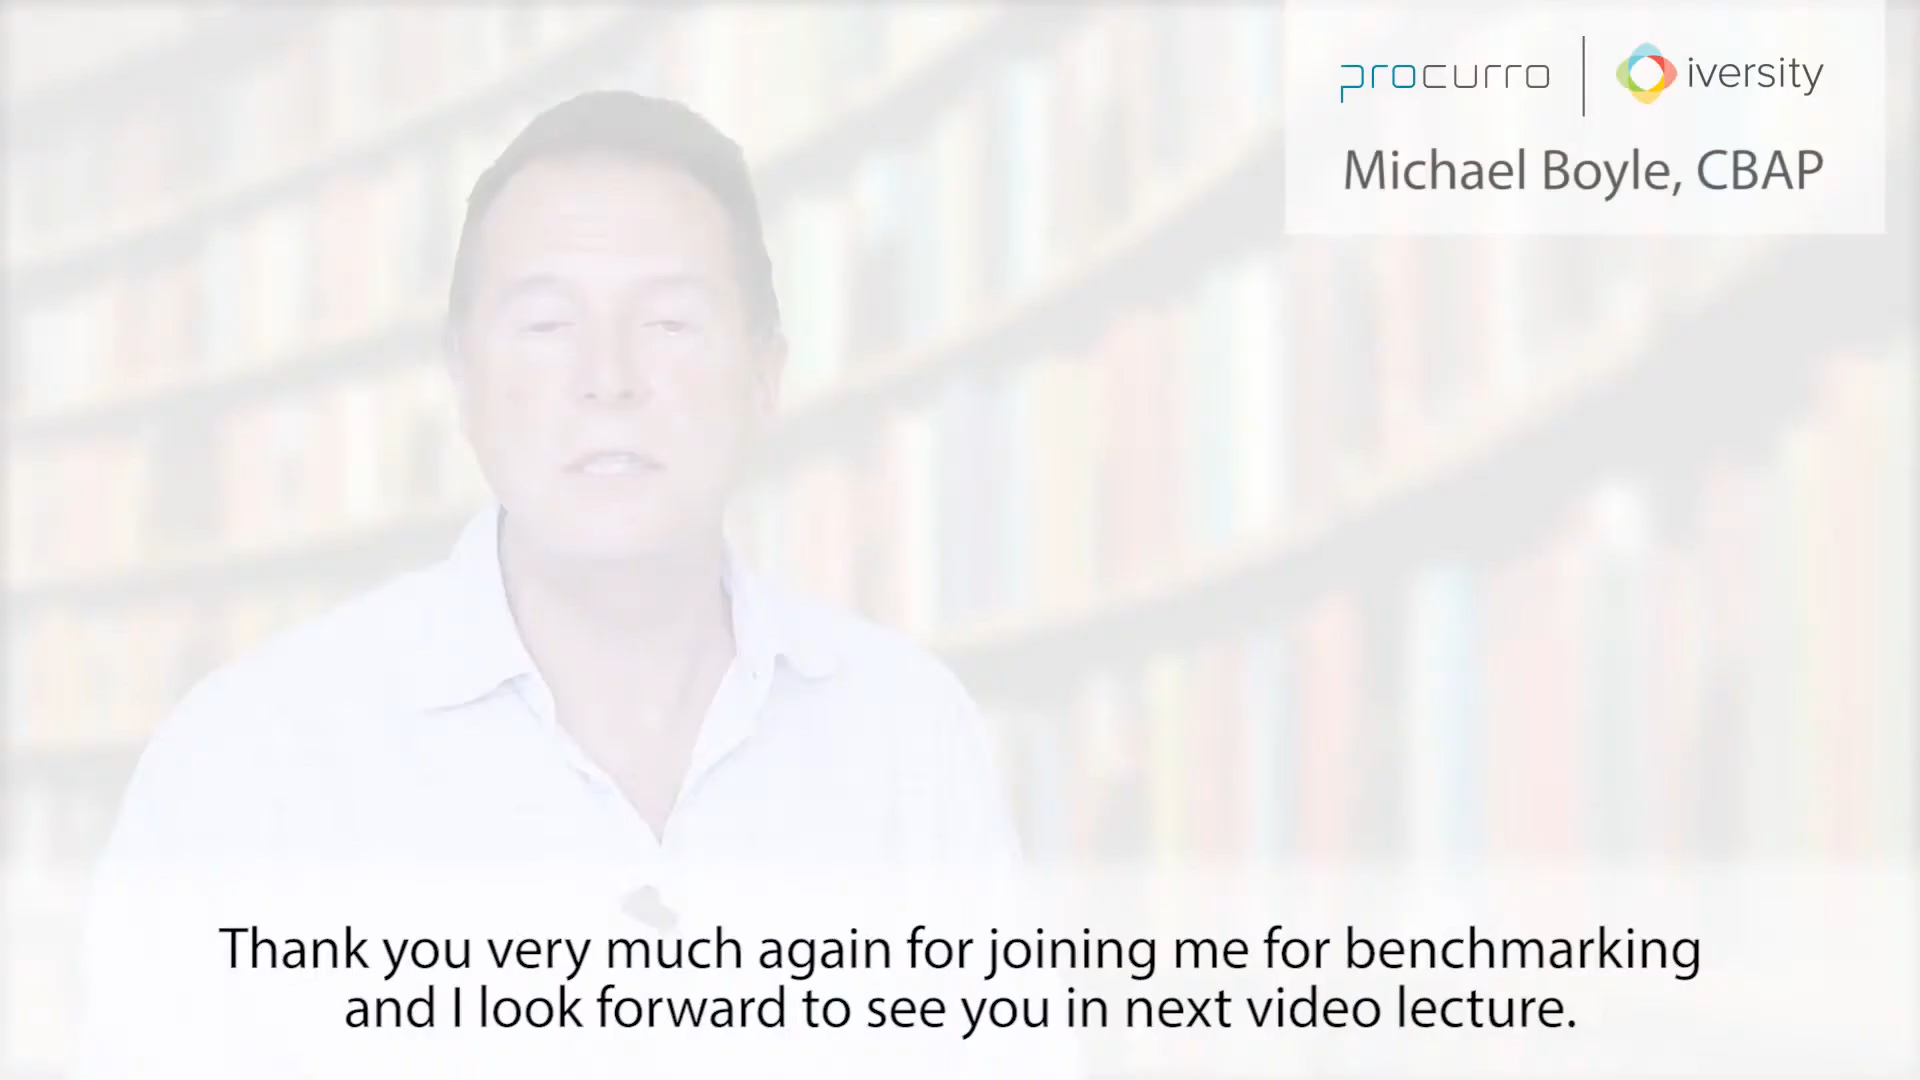 procurro | iversity
Michael Boyle, CBAP
Thank you very much again for joining me for benchmarking
and I look forward to see you in next video lecture.